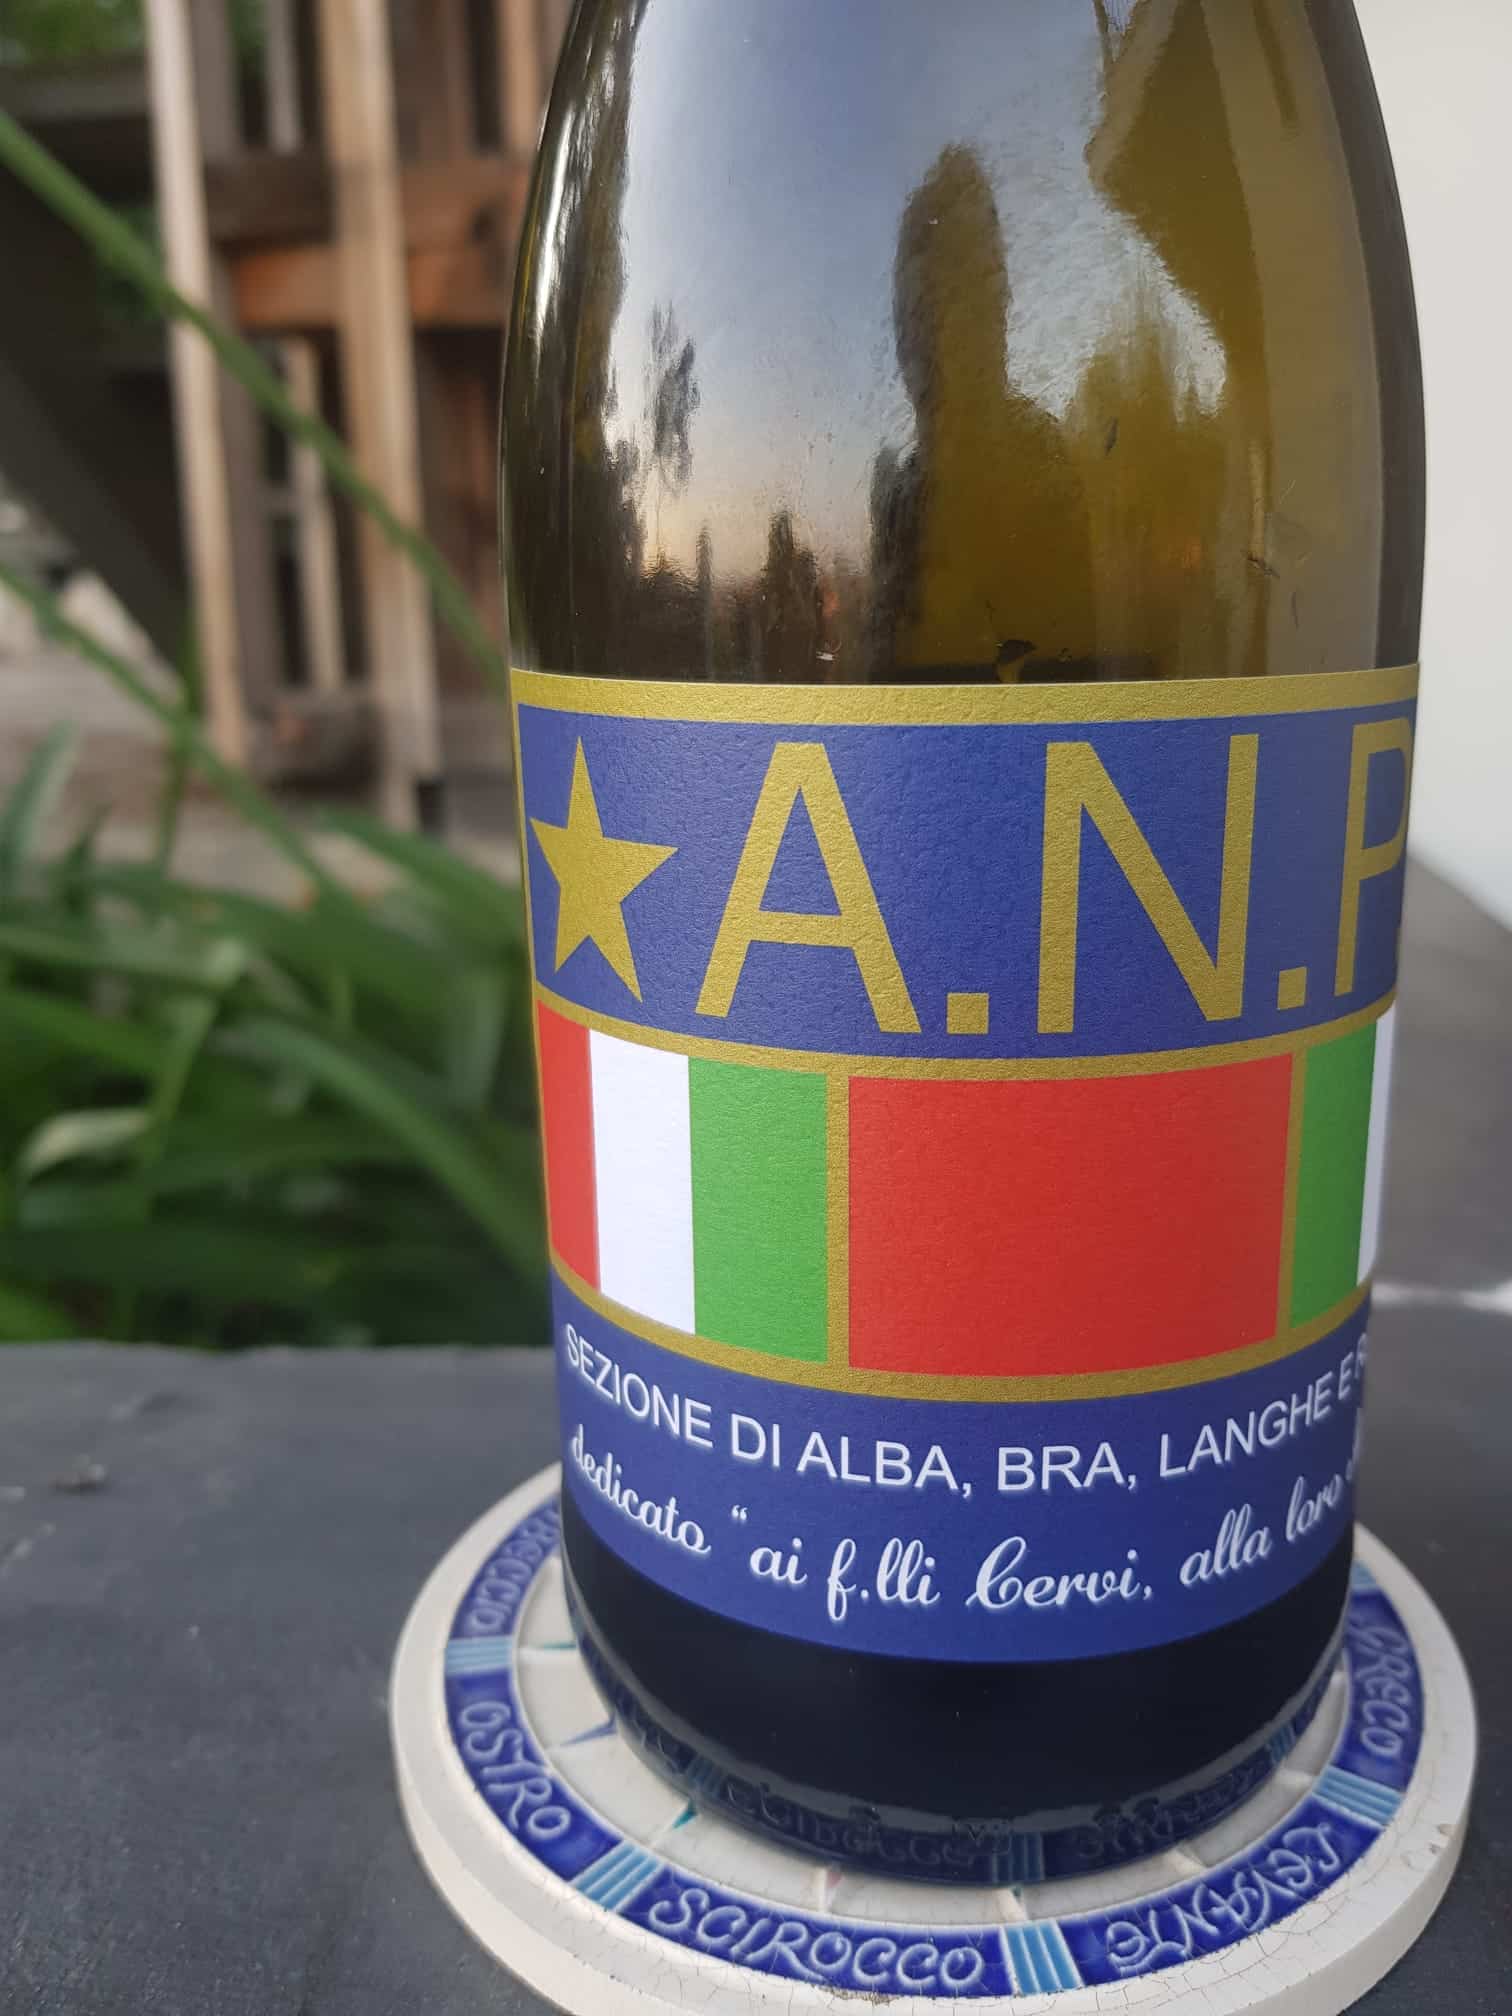 A.N.P
SEZIONE DI ALBA, BRA, LANGHE E
dedicato "ai f.lli Cervi, alla loro
OSTRO
SCIROCCO
LEVANTE
GRECO